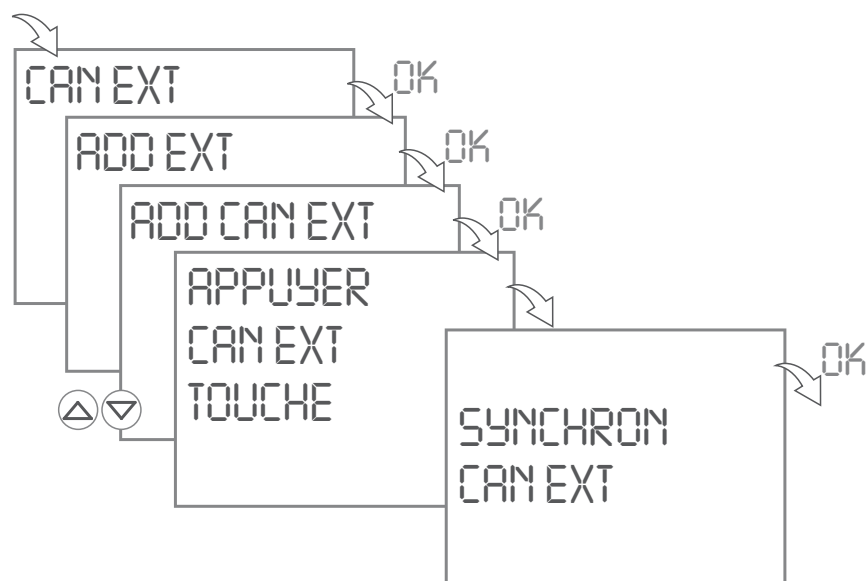 CAN EXT
OK
ADD EXT
OK
ADD CAN EXT
OK
APPUYER
CAN EXT
TOUCHE
OK
SYNCHRON
CAN EXT